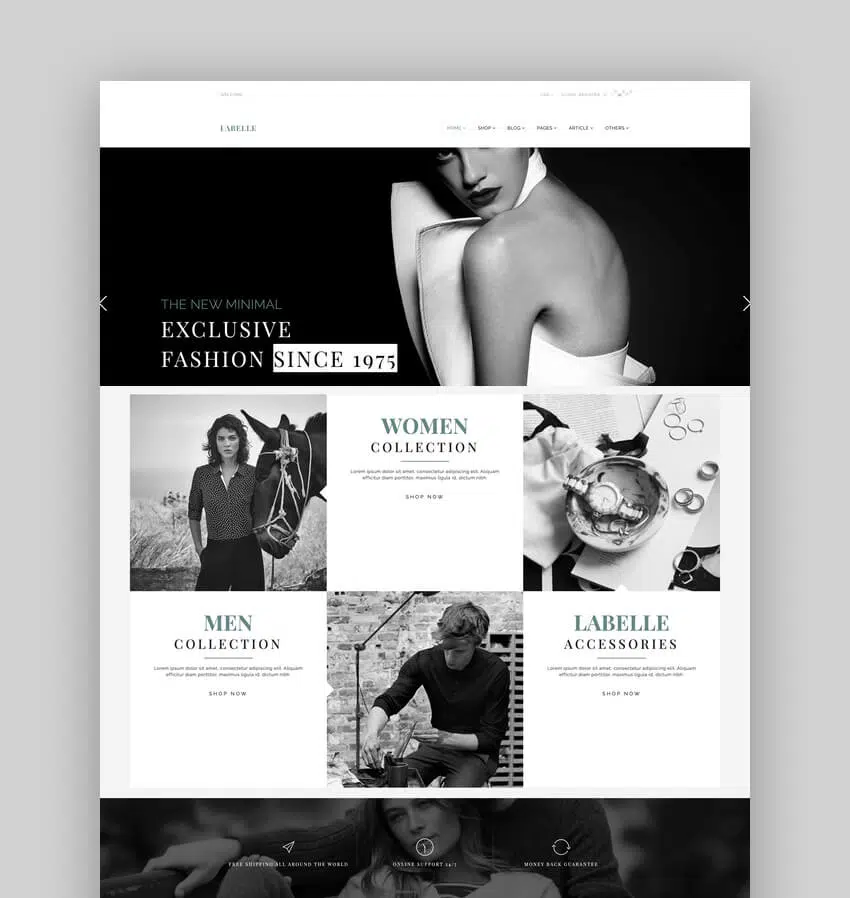 WELCOME
LABELLE
HOME SHOP BLOG PAGES ARTICLE OTHERS
THE NEW MINIMAL
EXCLUSIVE
FASHION SINCE 1975
WOMEN
COLLECTION
Lorem ipsum dolor sit amet, consectetur adipiscing elit. Aliquam
efficitur diam porttitor, maximus ligula id, dictum nibh
SHOP NOW
MEN
COLLECTION
Lorem ipsum dolor sit amet, consectetur adipiscing elit. Aliquam
efficitur diam porttitor, maximus ligula id, dictum nibh
SHOP NOW
LABELLE
ACCESSORIES
Lorem ipsum dolor sit amet, consectetur adipiscing elit. Aliquam
efficitur diam porttitor, maximus ligula id, dictum nibh
SHOP NOW
FREE SHIPPING ALL AROUND THE WORLD
ONLINE SUPPORT 24/7
MONEY BACK GUARANTEE